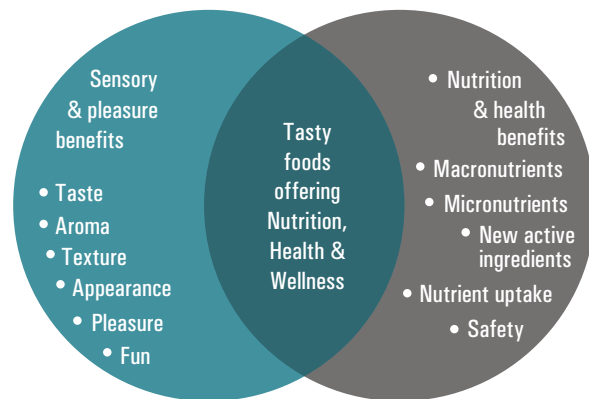 Sensory
& pleasure
benefits
• Taste
• Aroma
• Texture
• Appearance
• Pleasure
• Fun
Tasty
foods
offering
Nutrition,
Health &
Wellness
• Nutrition
& health
benefits
• Macronutrients
• Micronutrients
• New active
ingredients
• Nutrient uptake
• Safety